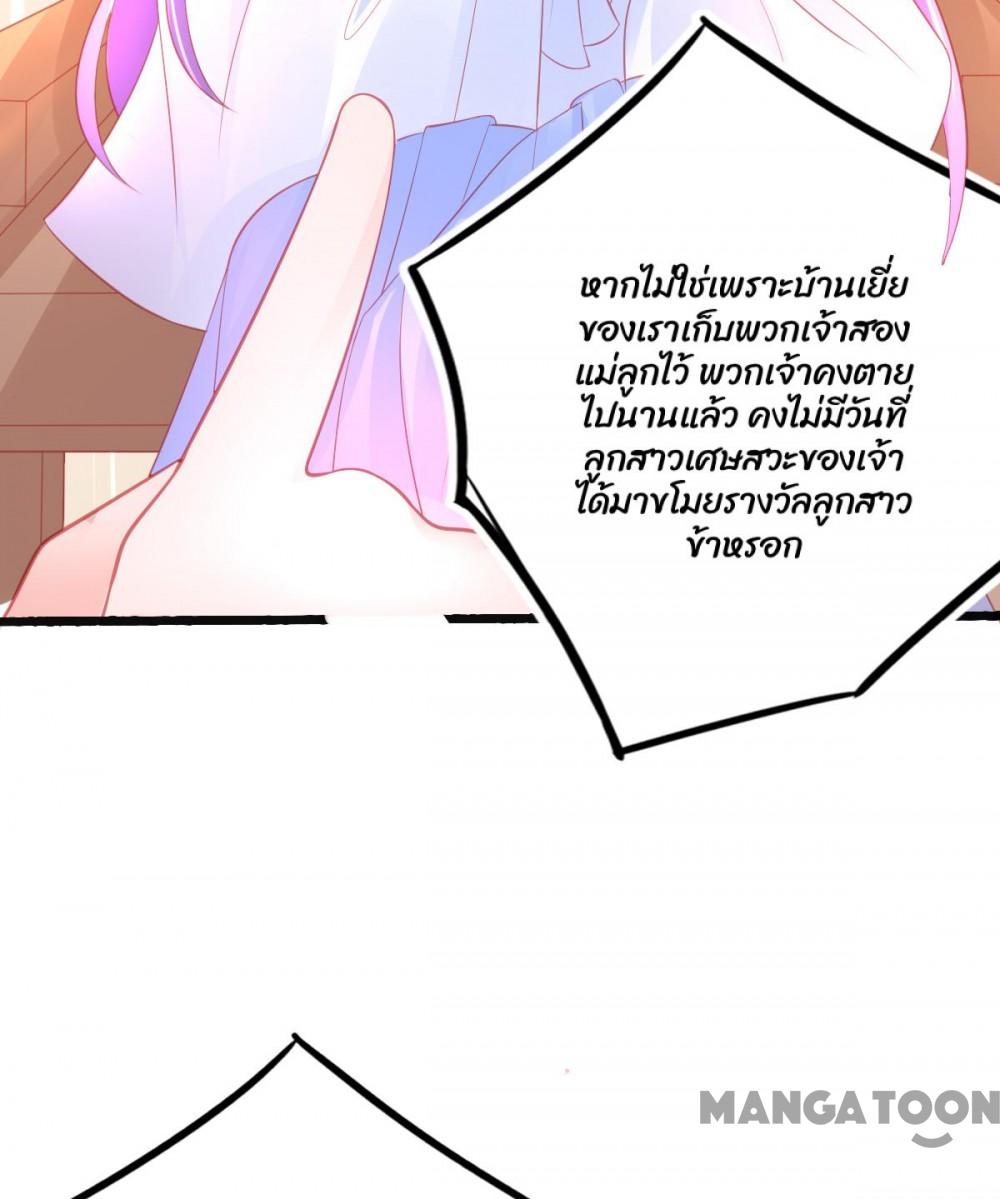 หากไม่ใช่เพราะบ้านเยี่ย
ของเราเก็บพวกเจ้าสอง
แม่ลูกไว้ พวกเจ้าคงตาย
ไปนานแล้ว คงไม่มีวันที่
ลูกสาวเศษสวะของเจ้า
ได้มาขโมยรางวัลลูกสาว
ข้าหรอก
MANGATOON